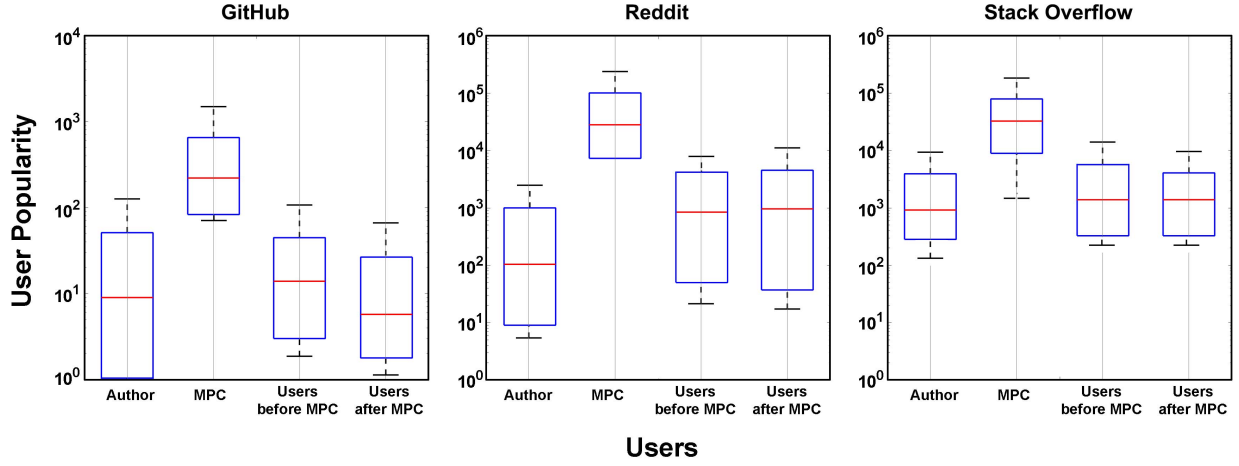 GitHub
Reddit
Stack Overflow
User Popularity
10^4
10^3
10^2
10^1
10^0
10^6
10^5
10^4
10^3
10^2
10^1
10^0
10^6
10^5
10^4
10^3
10^2
10^1
10^0
Author
MPC
Users
before MPC
Users
after MPC
Author
MPC
Users
before MPC
Users
after MPC
Author
MPC
Users
before MPC
Users
after MPC
Users